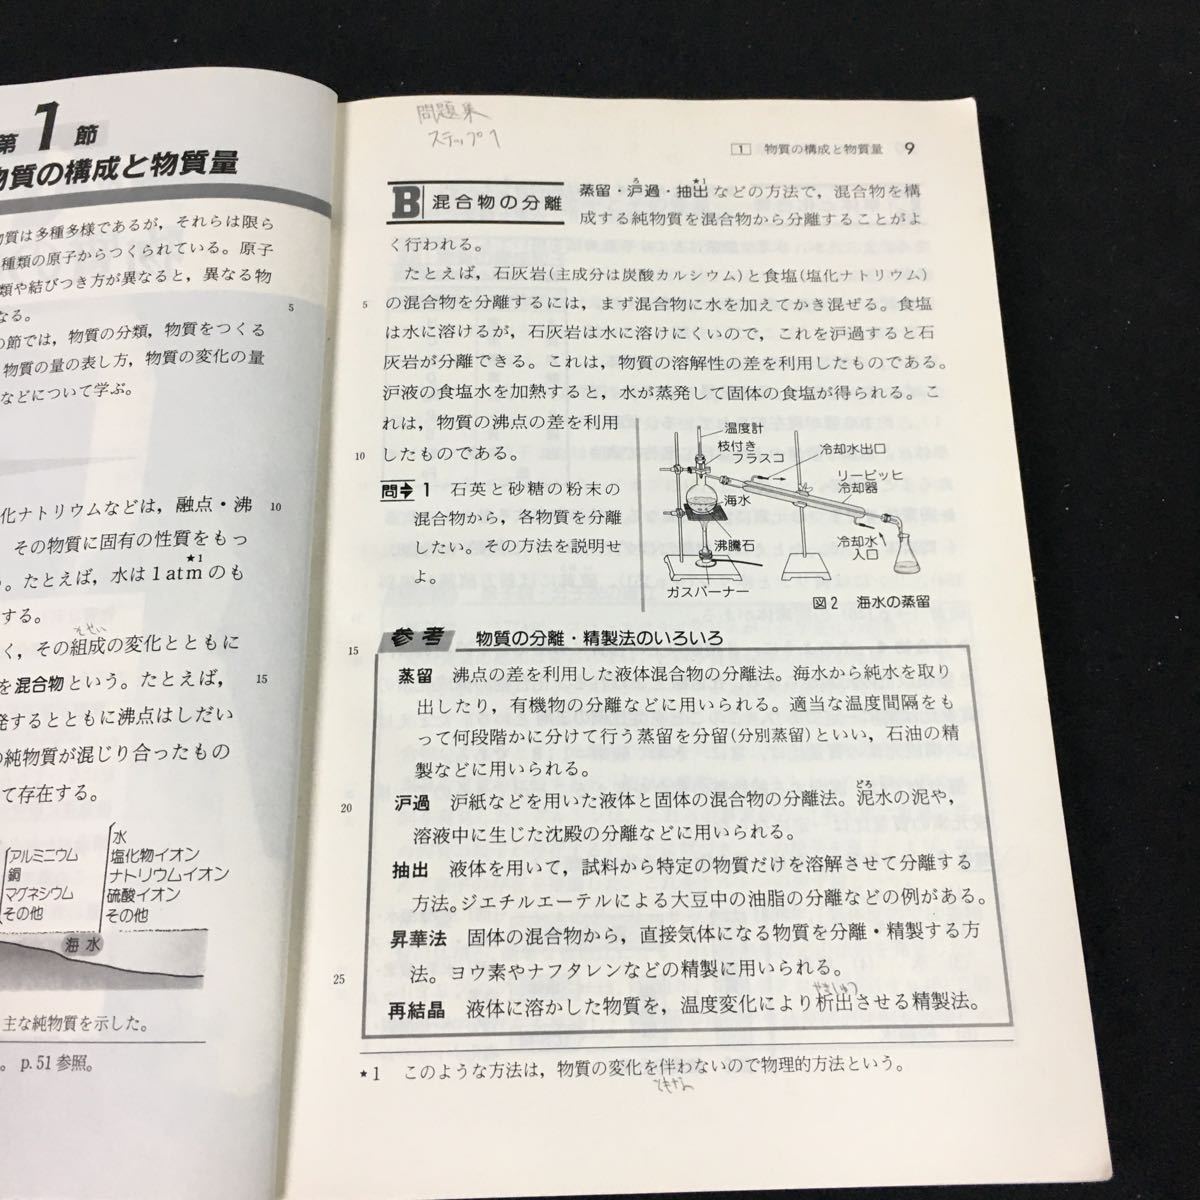 第1節
物質の構成と物質量
質は多種多様であるが，それらは限ら
種類の原子からつくられている。原子
類や結びつき方が異なると，異なる物
なる。
5
の節では，物質の分類，物質をつくる
物質の量の表し方，物質の変化の量
などについて学ぶ。
化ナトリウムなどは，融点・沸
10
その物質に固有の性質をもっ
。たとえば，水は1atm★1のも
する。
く，その組成の変化とともに
そせい
を混合物という。たとえば，
15
発するとともに沸点はしだい
の純物質が混じり合ったもの
て存在する。
アルミニウム
銅
マグネシウム
その他
水
塩化物イオン
ナトリウムイオン
硫酸イオン
その他
海水
主な純物質を示した。
。 p.51参照。
問題集
ステップ1
1 物質の構成と物質量 9
B 混合物の分離
蒸留・沪過・抽出★1などの方法で，混合物を構
ろ
成する純物質を混合物から分離することがよ
く行われる。
たとえば，石灰岩(主成分は炭酸カルシウム)と食塩(塩化ナトリウム)
5 の混合物を分離するには，まず混合物に水を加えてかき混ぜる。食塩
は水に溶けるが，石灰岩は水に溶けにくいので，これを沪過すると石
灰岩が分離できる。これは，物質の溶解性の差を利用したものである。
沪液の食塩水を加熱すると，水が蒸発して固体の食塩が得られる。こ
れは，物質の沸点の差を利用
10 したものである。
問⇒1 石英と砂糖の粉末の
混合物から，各物質を分離
したい。その方法を説明せ
よ。
温度計
枝付き
フラスコ
冷却水出口
リービッヒ
冷却器
海水
沸騰石
冷却水
入口
ガスバーナー
図2 海水の蒸留
15
参考 物質の分離・精製法のいろいろ
蒸留 沸点の差を利用した液体混合物の分離法。海水から純水を取り
出したり，有機物の分離などに用いられる。適当な温度間隔をも
って何段階かに分けて行う蒸留を分留(分別蒸留)といい，石油の精
製などに用いられる。
20 沪過 沪紙などを用いた液体と固体の混合物の分離法。泥水の泥や，
どろ
溶液中に生じた沈殿の分離などに用いられる。
抽出 液体を用いて，試料から特定の物質だけを溶解させて分離する
方法。ジエチルエーテルによる大豆中の油脂の分離などの例がある。
昇華法 固体の混合物から，直接気体になる物質を分離・精製する方
25 法。ヨウ素やナフタレンなどの精製に用いられる。
再結晶 液体に溶かした物質を，温度変化により析出させる精製法。
★1 このような方法は，物質の変化を伴わないので物理的方法という。
ともなわ